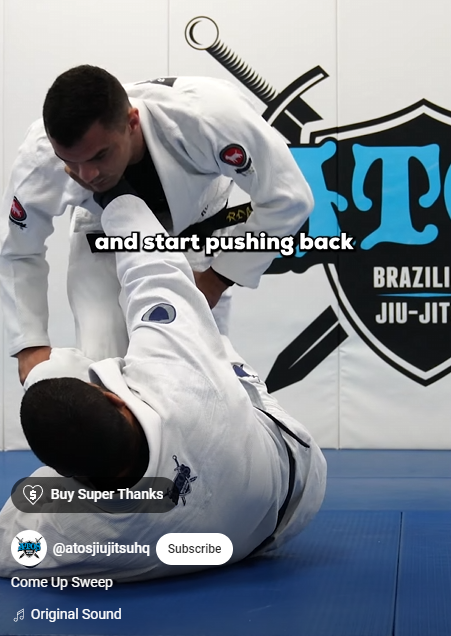 ATO
BRAZILI
JIU-JIT
and start pushing back
Buy Super Thanks
@atosjiujitsuhq
Subscribe
Come Up Sweep
Original Sound